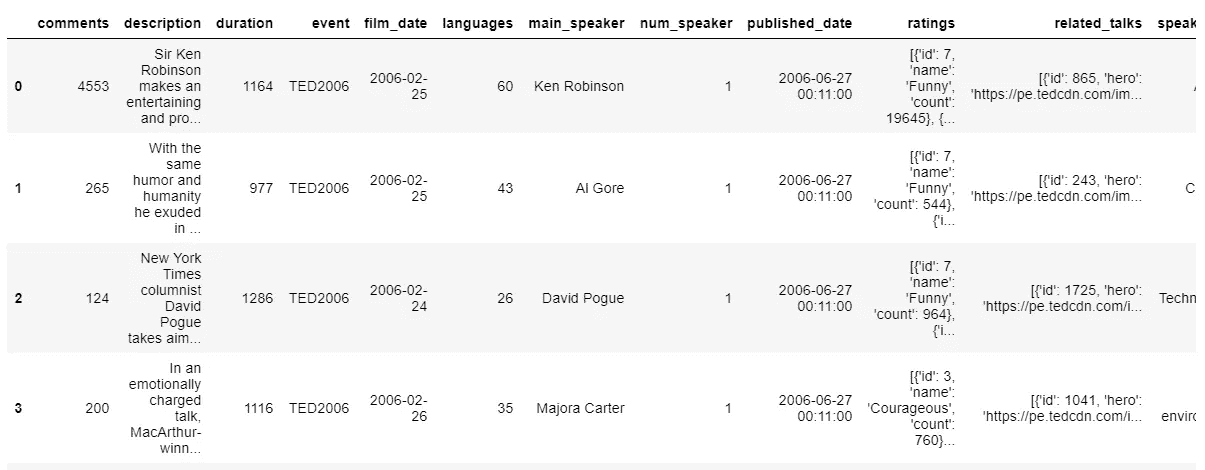 comments description duration event film_date languages main_speaker num_speaker published_date ratings related_talks speak
0 4553 Sir Ken Robinson makes an entertaining and pro... 1164 TED2006 2006-02-25 60 Ken Robinson 1 2006-06-27 00:11:00 [{'id': 7, 'name': 'Funny', 'count': 19645}, {... [{'id': 865, 'hero': 'https://pe.tedcdn.com/im...
1 265 With the same humor and humanity he exuded in ... 977 TED2006 2006-02-25 43 Al Gore 1 2006-06-27 00:11:00 [{'id': 7, 'name': 'Funny', 'count': 544}, {'i... [{'id': 243, 'hero': 'https://pe.tedcdn.com/im... C
2 124 New York Times columnist David Pogue takes aim... 1286 TED2006 2006-02-24 26 David Pogue 1 2006-06-27 00:11:00 [{'id': 7, 'name': 'Funny', 'count': 964}, {'i... [{'id': 1725, 'hero': 'https://pe.tedcdn.com/i... Techn
3 200 In an emotionally charged talk, MacArthur-winn... 1116 TED2006 2006-02-26 35 Majora Carter 1 2006-06-27 00:11:00 [{'id': 3, 'name': 'Courageous', 'count': 760}... [{'id': 1041, 'hero': 'https://pe.tedcdn.com/i... enviro